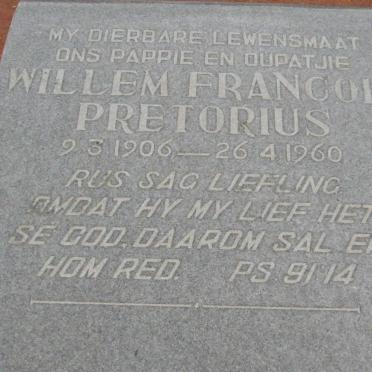 MY DIERBARE LEWENSMAAT
ONS PAPPIE EN OUPATJIE
WILLEM FRANCOI
PRETORIUS
9·3·1906 — 26·4·1960
RUS SAG LIEFLING
OMDAT HY MY LIEF HET
SÊ GOD, DAAROM SAL E
HOM RED. PS 91:14